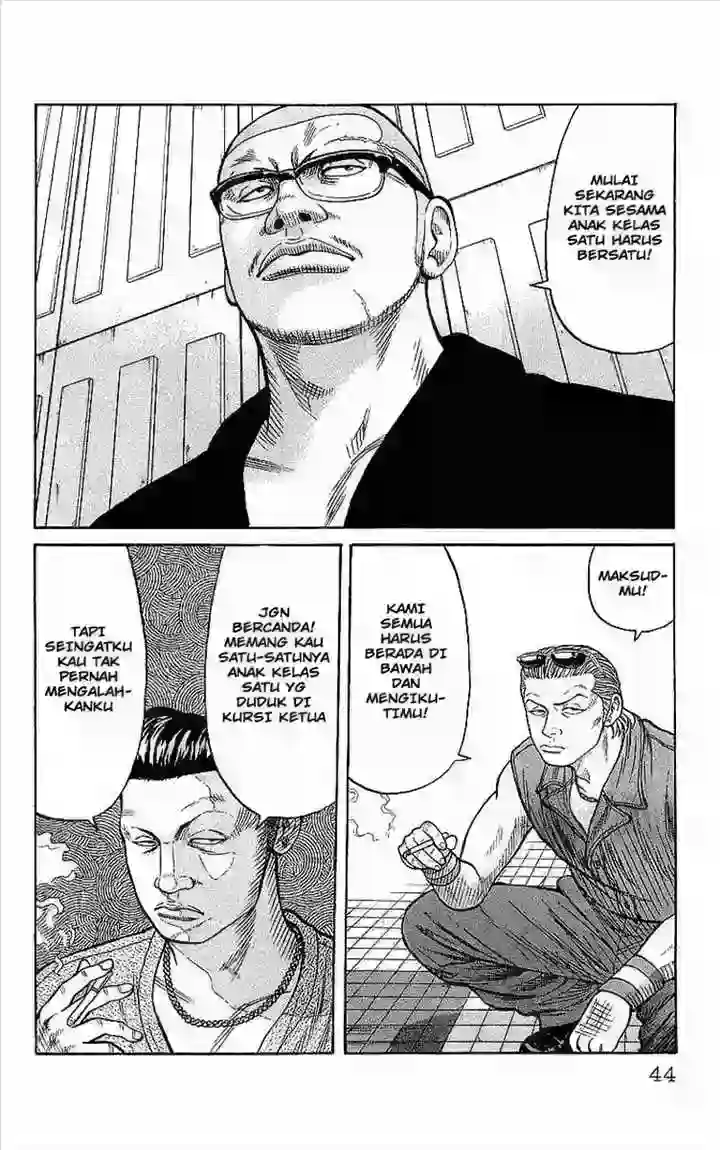 MULAI
SEKARANG
KITA SESAMA
ANAK KELAS
SATU HARUS
BERSATU!
MAKSUD-
MU!
KAMI
SEMUA
HARUS
BERADA DI
BAWAH
DAN
MENGIKU-
TIMU!
JGN
BERCANDA!
MEMANG KAU
SATU-SATUNYA
ANAK KELAS
SATU YG
DUDUK DI
KURSI KETUA
TAPI
SEINGATKU
KAU TAK
PERNAH
MENGALAH-
KANKU
44